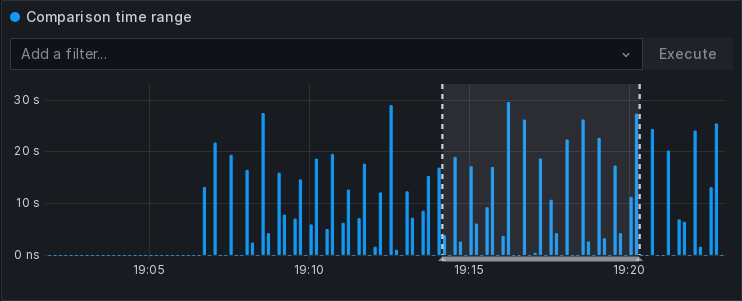 Comparison time range
Add a filter...
Execute
30 s
20 s
10 s
0 ns
19:05 19:10 19:15 19:20